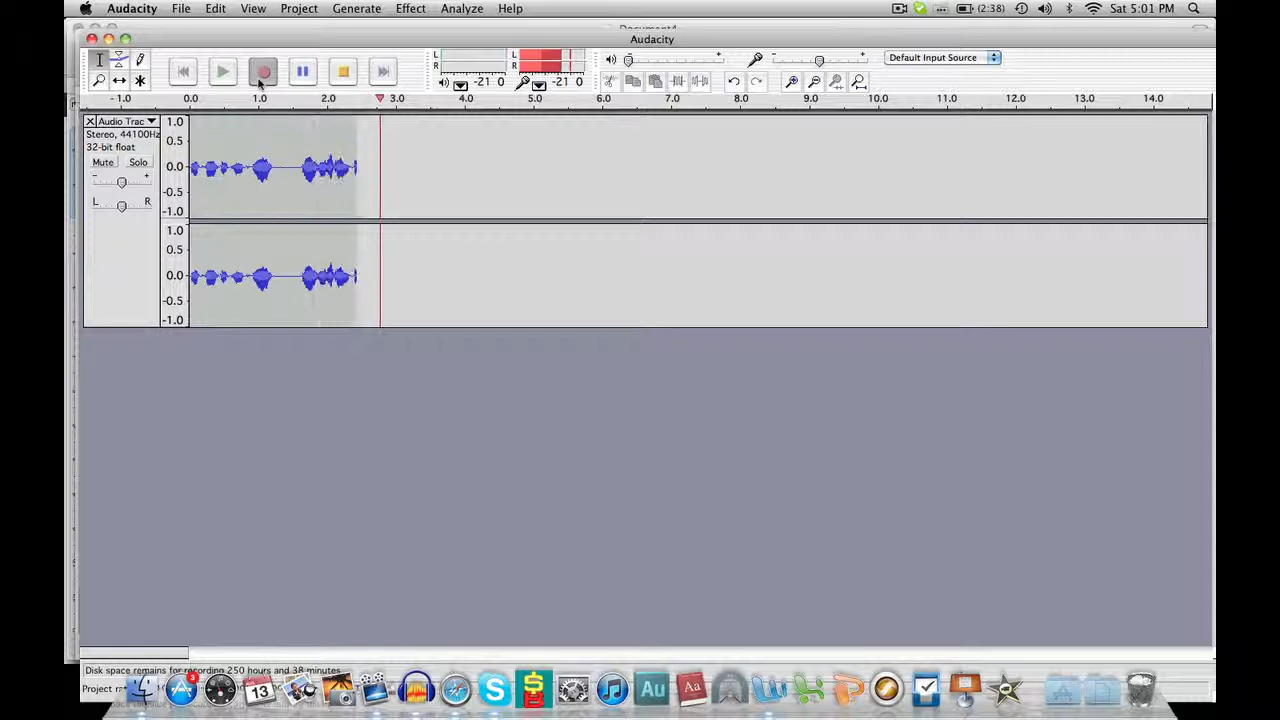 Audacity File Edit View Project Generate Effect Analyze Help (2:38) Sat 5:01 PM
Audacity
L L
R R
-21 0 -21 0
- + - + Default Input Source
-1.0 0.0 1.0 2.0 3.0 4.0 5.0 6.0 7.0 8.0 9.0 10.0 11.0 12.0 13.0 14.0
Audio Trac
Stereo, 44100Hz
32-bit float
Mute Solo
- +
L R
1.0
0.5
0.0
-0.5
-1.0
1.0
0.5
0.0
-0.5
-1.0
Disk space remains for recording 250 hours and 38 minutes
3
13
S
$
Au
Aa